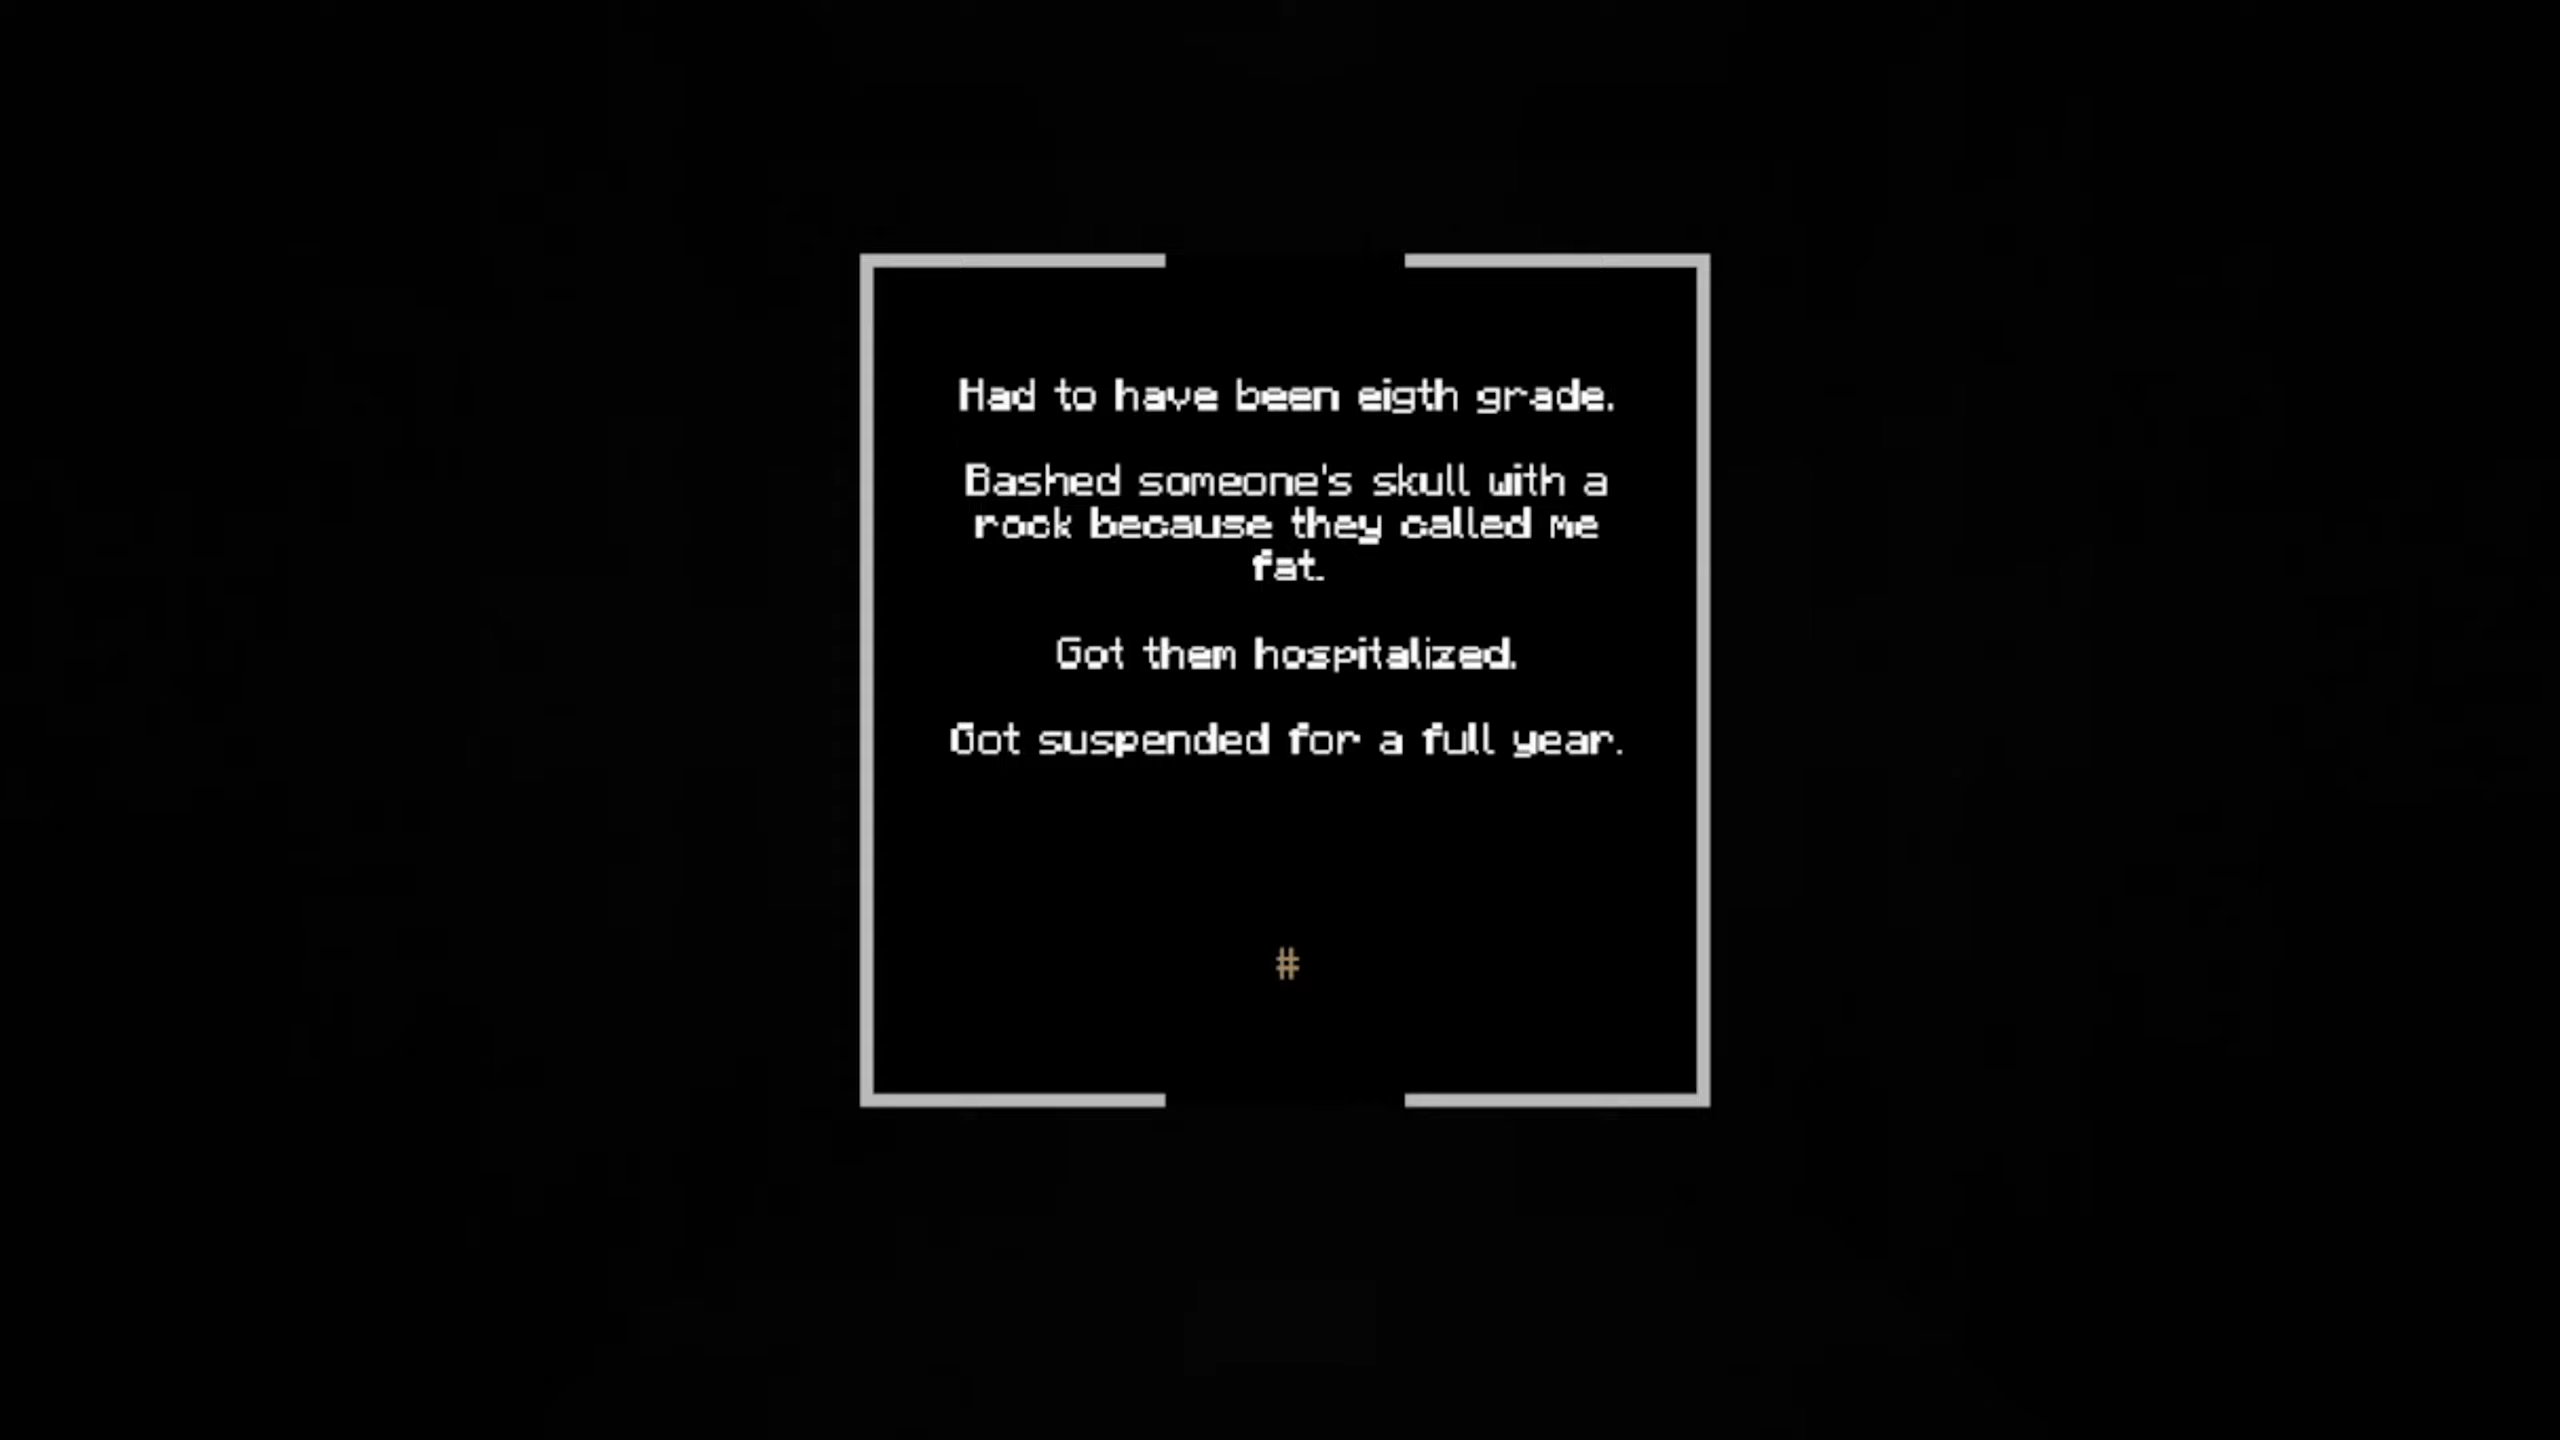 Had to have been eigth grade.
Bashed someone's skull with a
rock because they called me
fat.
Got them hospitalized.
Got suspended for a full year.
#